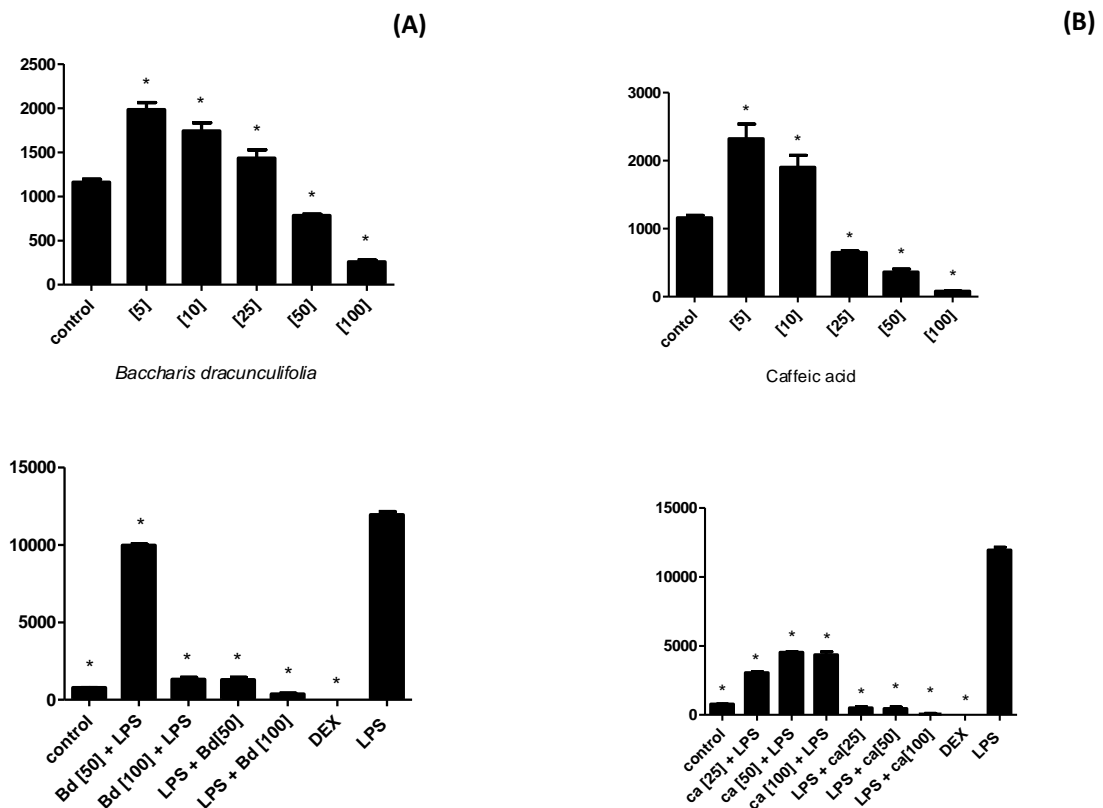 (A)
2500
2000
1500
1000
500
0
* * * * *
control [5] [10] [25] [50] [100]
Baccharis dracunculifolia
(B)
3000
2000
1000
0
* * * * *
contol [5] [10] [25] [50] [100]
Caffeic acid
15000
10000
5000
0
* * * * * *
control
Bd [50] + LPS
Bd [100] + LPS
LPS + Bd[50]
LPS + Bd [100]
DEX
LPS
15000
10000
5000
0
* * * * * * * *
control
ca [25] + LPS
ca [50] + LPS
ca [100] + LPS
LPS + ca[25]
LPS + ca[50]
LPS + ca[100]
DEX
LPS